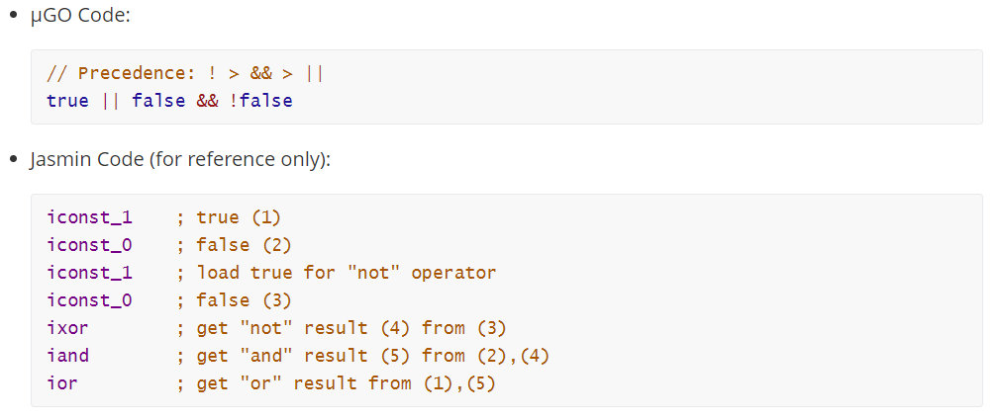 • μGO Code:
// Precedence: ! > && > ||
true || false && !false
• Jasmin Code (for reference only):
iconst_1    ; true (1)
iconst_0    ; false (2)
iconst_1    ; load true for "not" operator
iconst_0    ; false (3)
ixor        ; get "not" result (4) from (3)
iand        ; get "and" result (5) from (2),(4)
ior         ; get "or" result from (1),(5)